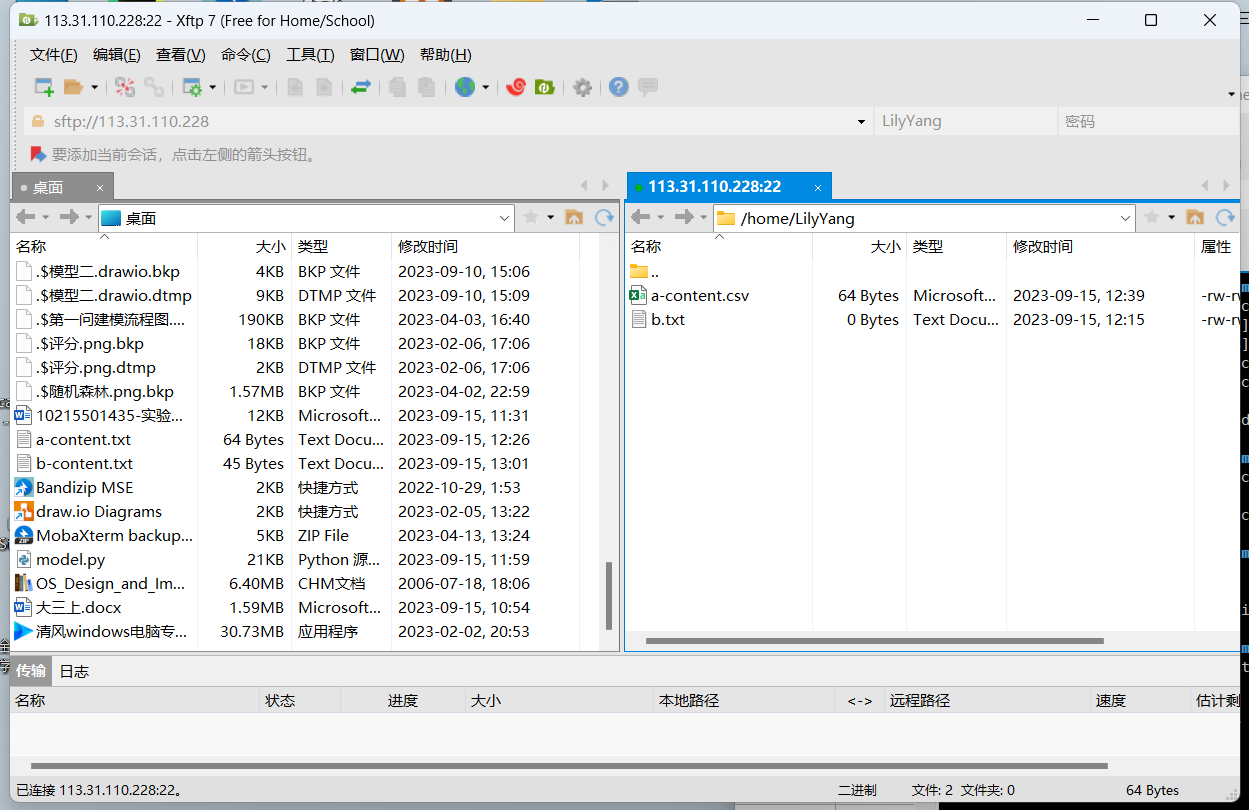 113.31.110.228:22 - Xftp 7 (Free for Home/School)
文件(F) 编辑(E) 查看(V) 命令(C) 工具(T) 窗口(W) 帮助(H)
sftp://113.31.110.228 LilyYang 密码
要添加当前会话，点击左侧的箭头按钮。
桌面 × 113.31.110.228:22 ×
桌面 /home/LilyYang
名称 大小 类型 修改时间 名称 大小 类型 修改时间 属性
.$模型二.drawio.bkp 4KB BKP 文件 2023-09-10, 15:06 ..
.$模型二.drawio.dtmp 9KB DTMP 文件 2023-09-10, 15:09 a-content.csv 64 Bytes Microsoft... 2023-09-15, 12:39 -rw-r
.$第一问建模流程图.... 190KB BKP 文件 2023-04-03, 16:40 b.txt 0 Bytes Text Docu... 2023-09-15, 12:15 -rw-r
.$评分.png.bkp 18KB BKP 文件 2023-02-06, 17:06
.$评分.png.dtmp 2KB DTMP 文件 2023-02-06, 17:06
.$随机森林.png.bkp 1.57MB BKP 文件 2023-04-02, 22:59
10215501435-实验... 12KB Microsoft... 2023-09-15, 11:31
a-content.txt 64 Bytes Text Docu... 2023-09-15, 12:26
b-content.txt 45 Bytes Text Docu... 2023-09-15, 13:01
Bandizip MSE 2KB 快捷方式 2022-10-29, 1:53
draw.io Diagrams 2KB 快捷方式 2023-02-05, 13:22
MobaXterm backup... 5KB ZIP File 2023-04-13, 13:24
model.py 21KB Python 源... 2023-09-15, 11:59
OS_Design_and_Im... 6.40MB CHM文档 2006-07-18, 18:06
大三上.docx 1.59MB Microsoft... 2023-09-15, 10:54
清风windows电脑专... 30.73MB 应用程序 2023-02-02, 20:53
传输 日志
名称 状态 进度 大小 本地路径 <-> 远程路径 速度 估计剩
已连接 113.31.110.228:22。 二进制 文件: 2 文件夹: 0 64 Bytes